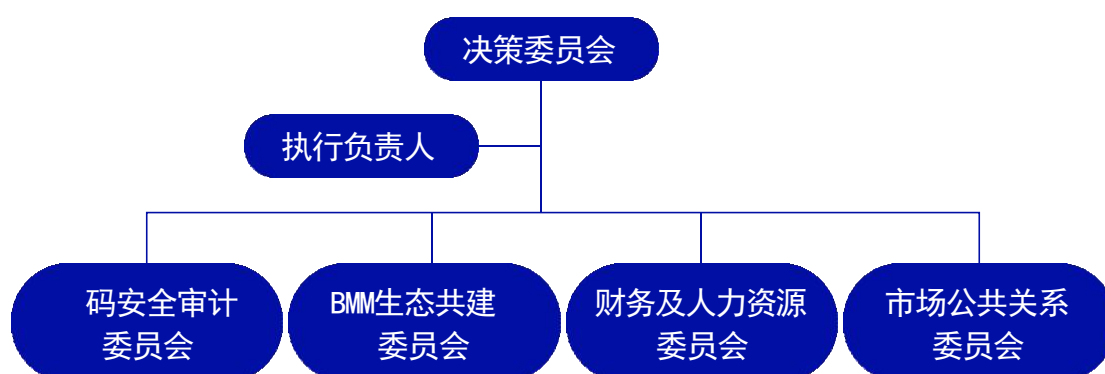 决策委员会
执行负责人
码安全审计
委员会
BMM生态共建
委员会
财务及人力资源
委员会
市场公共关系
委员会